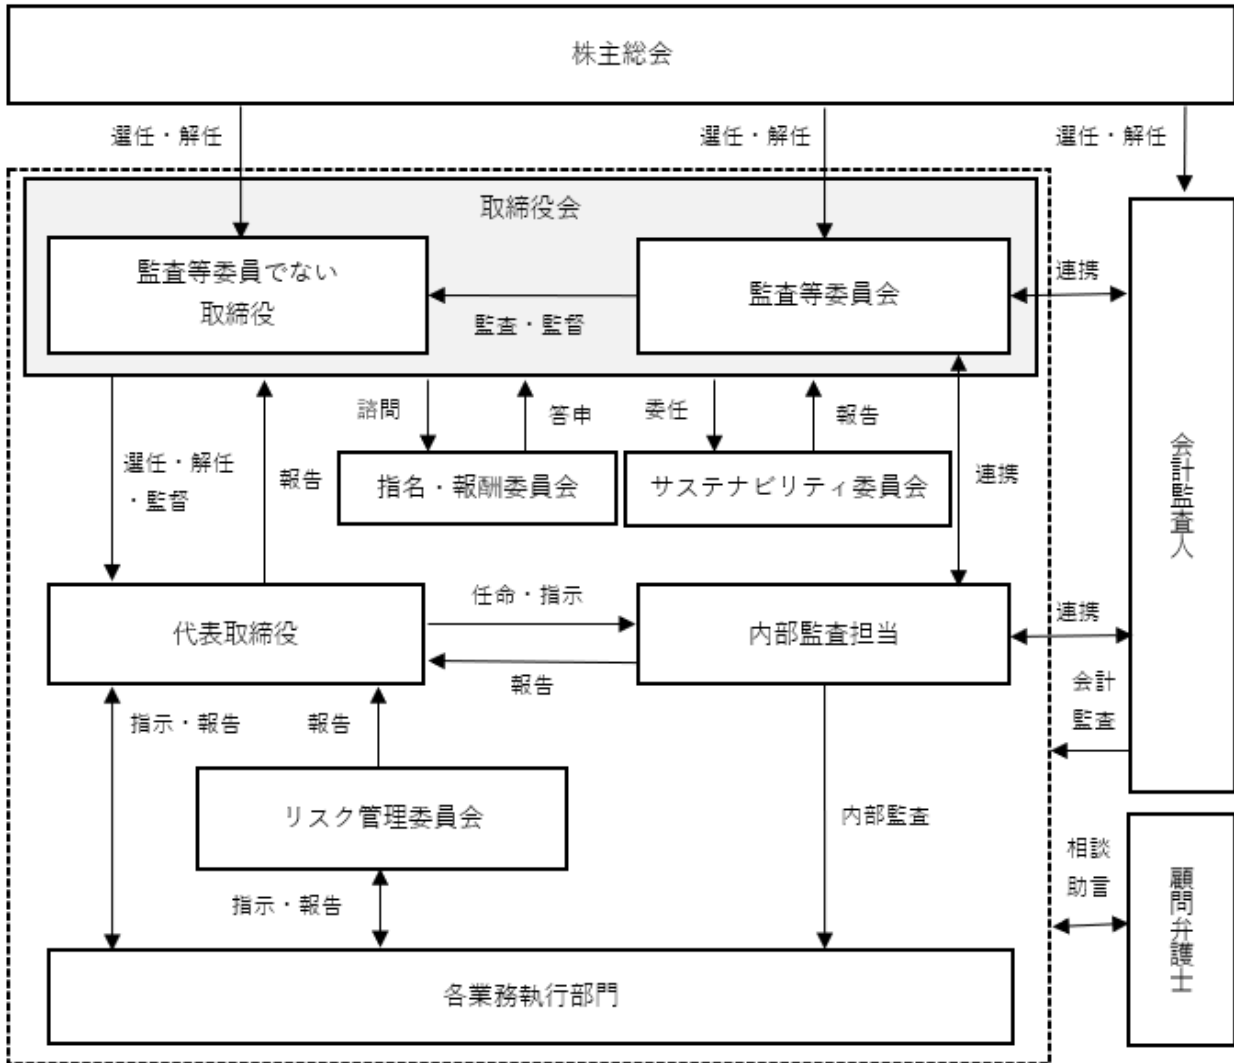 株主総会
選任・解任
選任・解任
選任・解任
取締役会
監査等委員でない
取締役
監査等委員会
監査・監督
連携
諮問
答申
委任
報告
選任・解任
・監督
報告
指名・報酬委員会
サステナビリティ委員会
連携
会計監査人
代表取締役
任命・指示
報告
内部監査担当
連携
会計
監査
指示・報告
報告
リスク管理委員会
内部監査
指示・報告
相談
助言
顧問弁護士
各業務執行部門